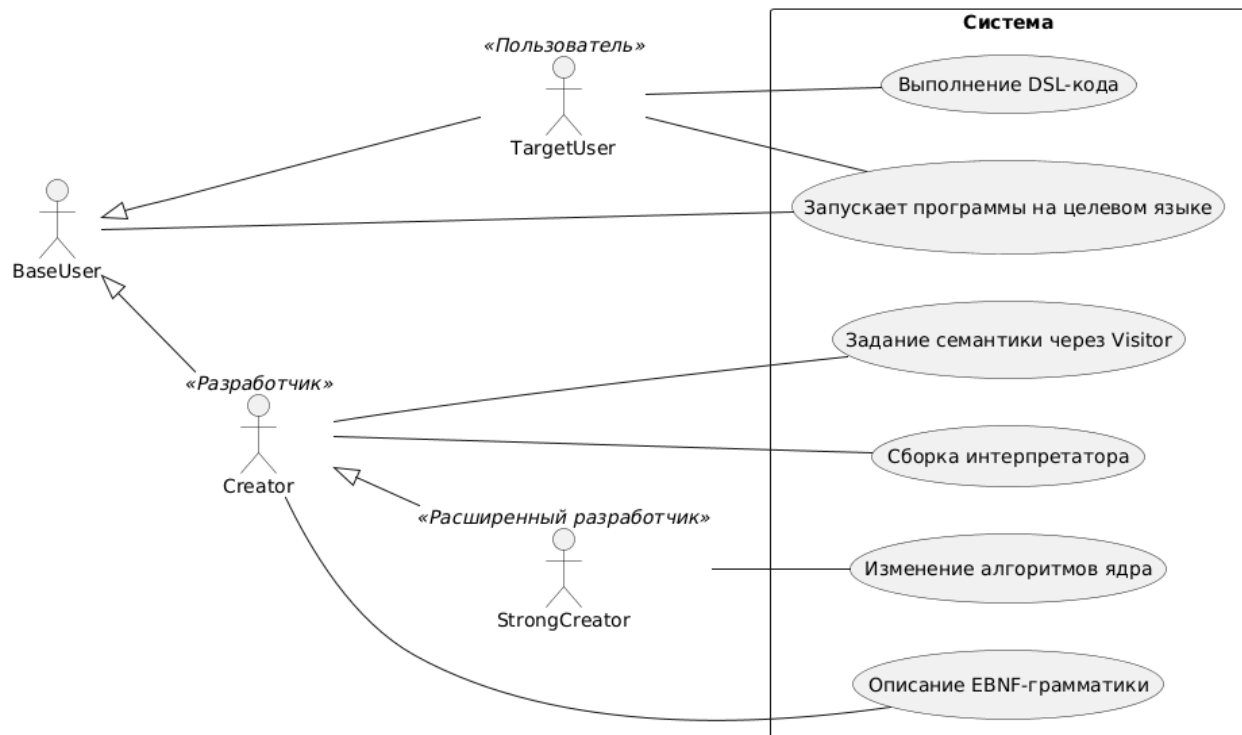 Система
«Пользователь»
TargetUser
Выполнение DSL-кода
Запускает программы на целевом языке
BaseUser
Задание семантики через Visitor
«Разработчик»
Creator
Сборка интерпретатора
«Расширенный разработчик»
StrongCreator
Изменение алгоритмов ядра
Описание EBNF-грамматики